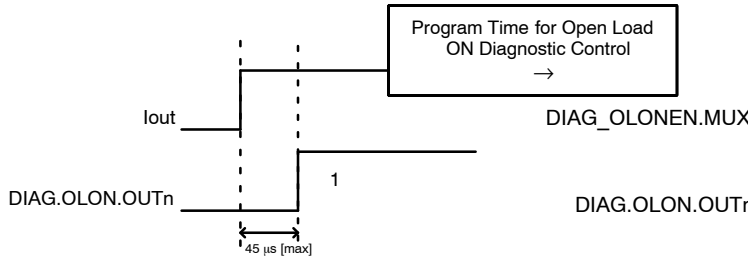 Program Time for Open Load
ON Diagnostic Control
→
Iout
DIAG_OLONEN.MUX
1
DIAG.OLON.OUTn
DIAG.OLON.OUTn
45 μs [max]